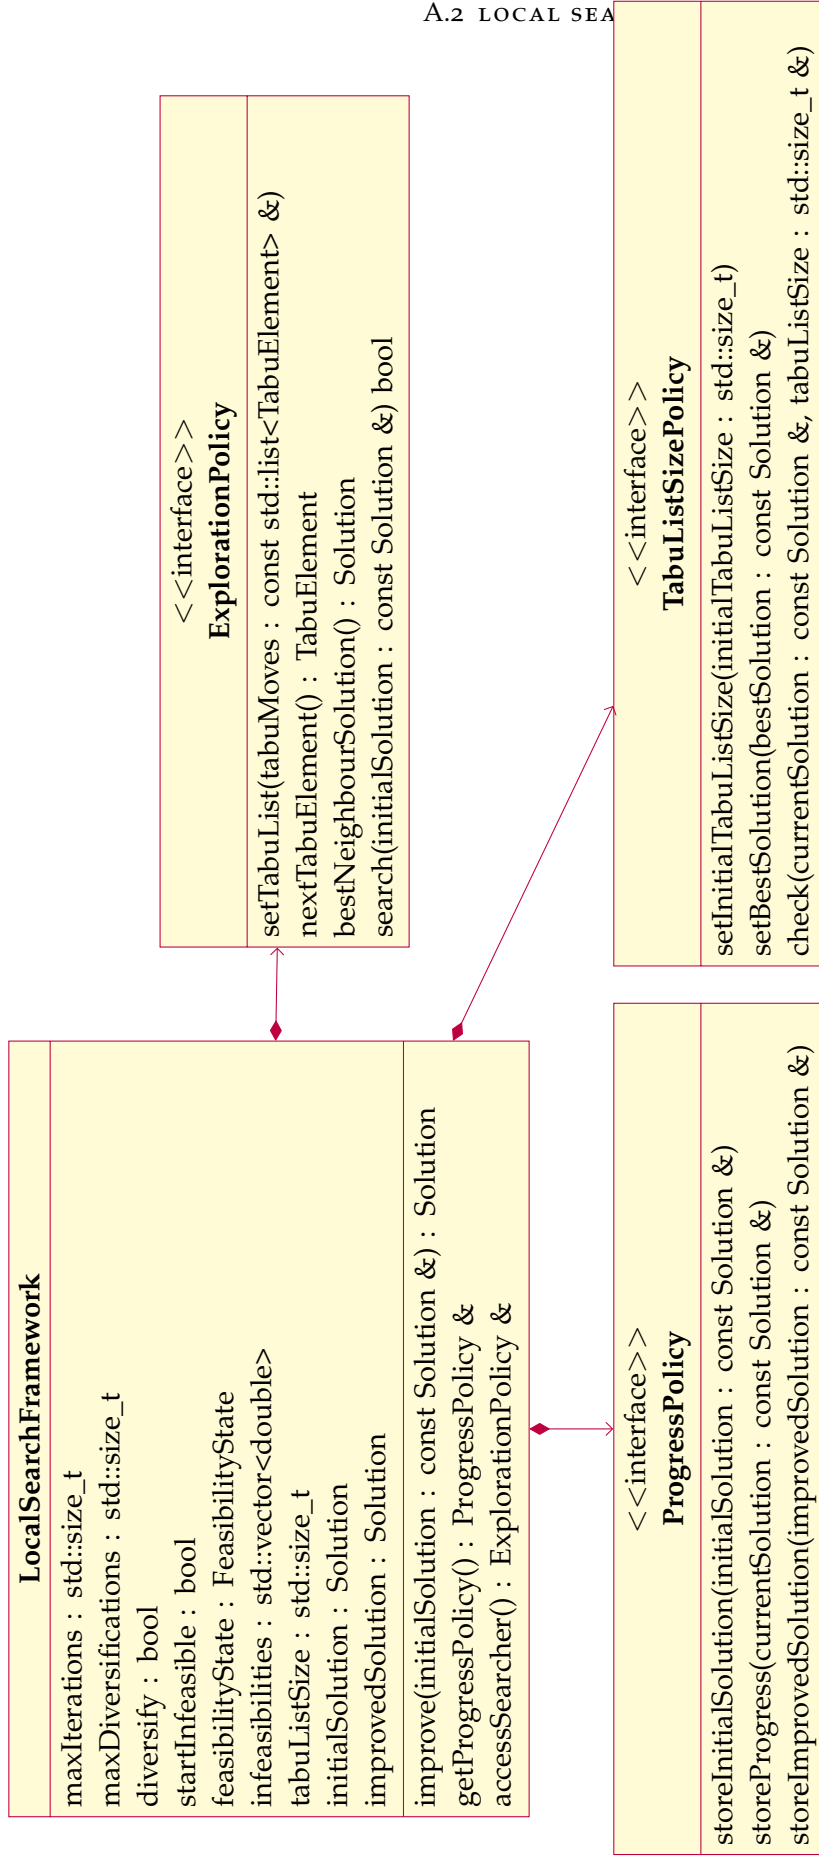 A.2 LOCAL SEA
LocalSearchFramework
maxIterations : std::size_t
maxDiversifications : std::size_t
diversify : bool
startInfeasible : bool
feasibilityState : FeasibilityState
infeasibilities : std::vector<double>
tabuListSize : std::size_t
initialSolution : Solution
improvedSolution : Solution
improve(initialSolution : const Solution &) : Solution
getProgressPolicy() : ProgressPolicy &
accessSearcher() : ExplorationPolicy &
<<interface>>
ExplorationPolicy
setTabuList(tabuMoves : const std::list<TabuElement> &)
nextTabuElement() : TabuElement
bestNeighbourSolution() : Solution
search(initialSolution : const Solution &) bool
<<interface>>
ProgressPolicy
storeInitialSolution(initialSolution : const Solution &)
storeProgress(currentSolution : const Solution &)
storeImprovedSolution(improvedSolution : const Solution &)
<<interface>>
TabuListSizePolicy
setInitialTabuListSize(initialTabuListSize : std::size_t)
setBestSolution(bestSolution : const Solution &)
check(currentSolution : const Solution &, tabuListSize : std::size_t &)